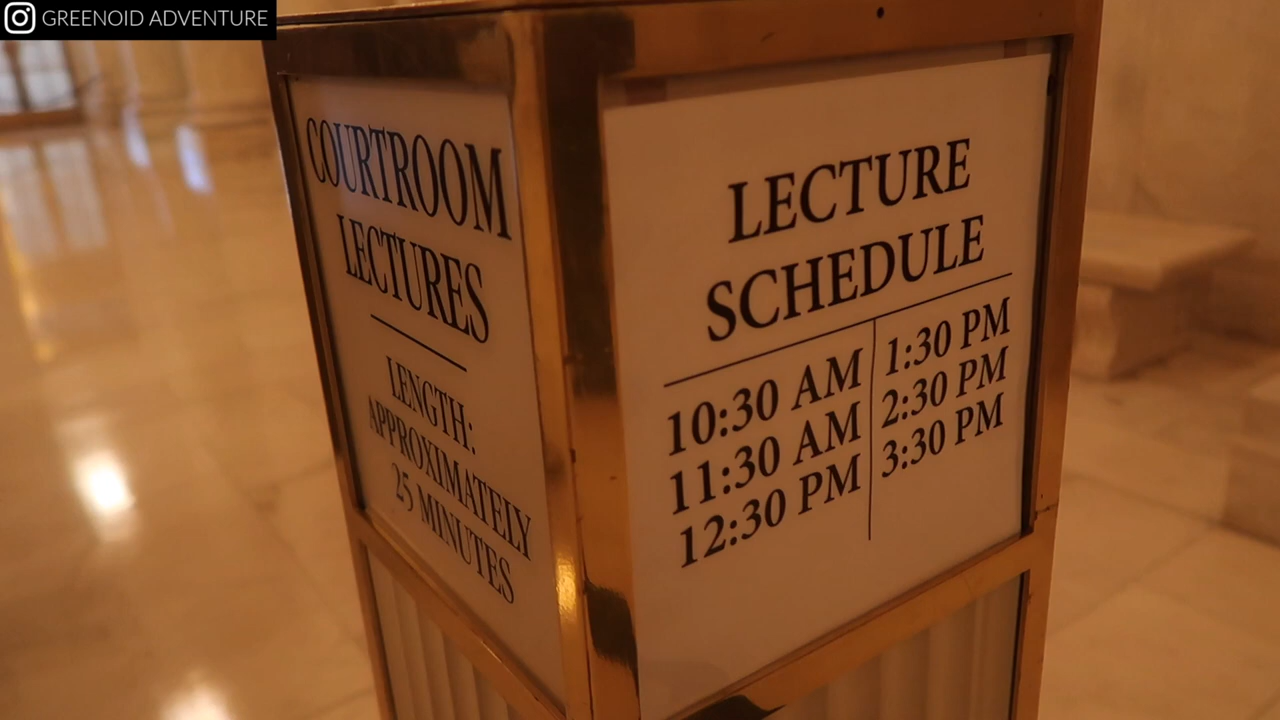 GREENOID ADVENTURE
COURTROOM
LECTURES
LENGTH:
APPROXIMATELY
25 MINUTES
LECTURE
SCHEDULE
10:30 AM
11:30 AM
12:30 PM
1:30 PM
2:30 PM
3:30 PM